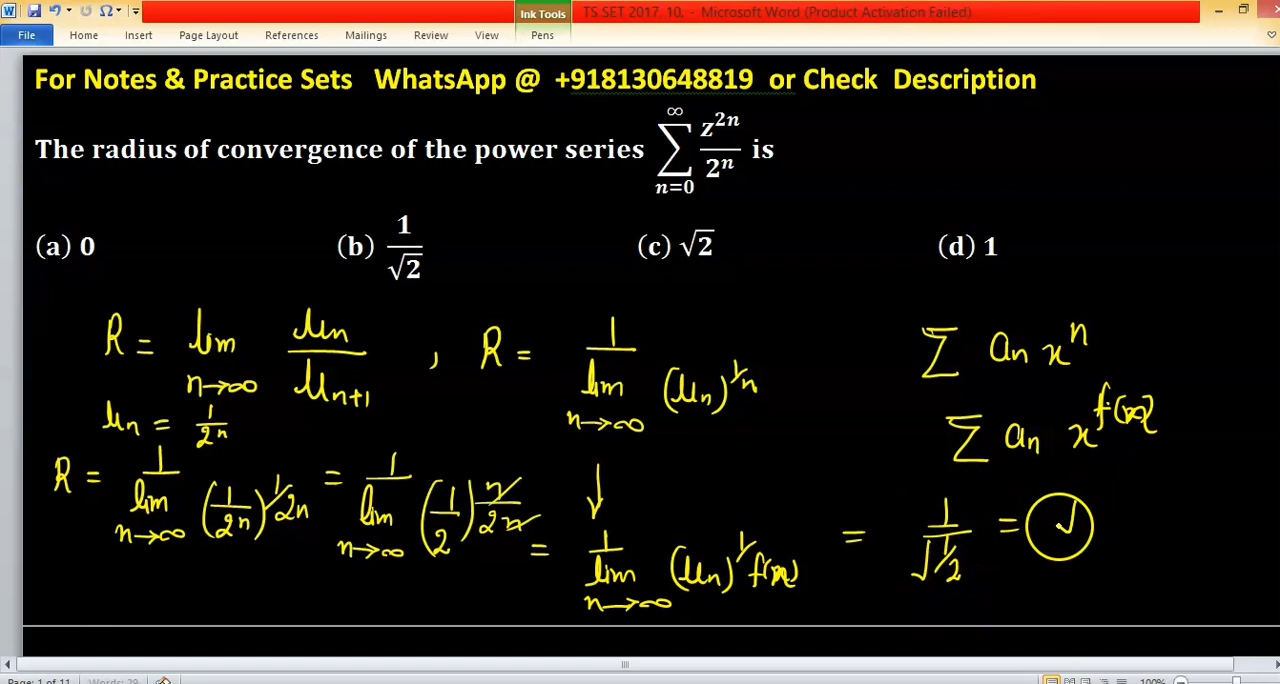 TS SET 2017. 10. - Microsoft Word (Product Activation Failed)
Ink Tools
File Home Insert Page Layout References Mailings Review View Pens
For Notes & Practice Sets WhatsApp @ +918130648819 or Check Description
The radius of convergence of the power series ∑_{n=0}^{∞} z^{2n}/2^n is
(a) 0 (b) 1/√2 (c) √2 (d) 1
R = lim_{n→∞} u_n/u_{n+1} , R = 1/lim_{n→∞} (u_n)^{1/n} Σ a_n x^n
u_n = 1/2^n Σ a_n x^{f(x)}
R = 1/lim_{n→∞} (1/2^n)^{1/2n} = 1/lim_{n→∞} (1/2)^{n/2n} ↓
= 1/lim_{n→∞} (u_n)^{1/f(x)} = 1/√1/2 = √
Page: 1 of 11 Words: 29 100%